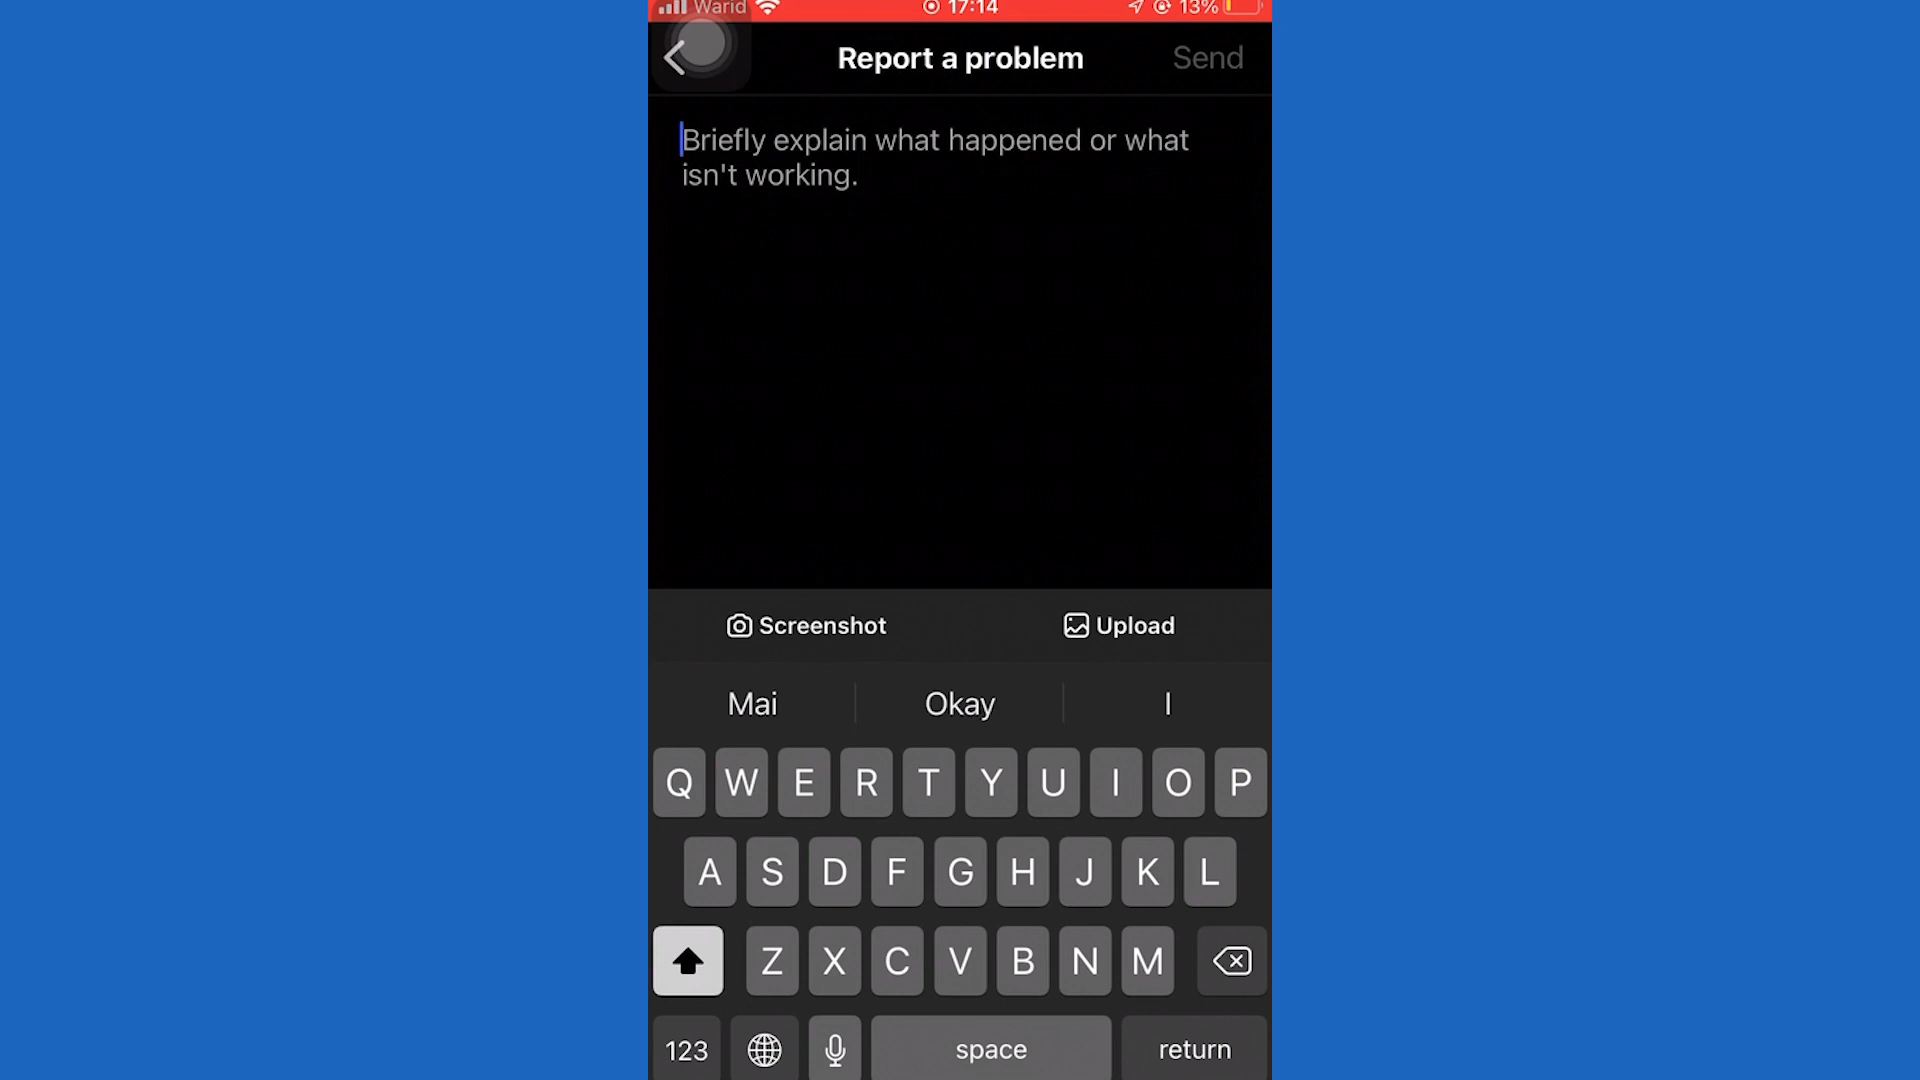 Warid 17:14 13%
Report a problem Send
Briefly explain what happened or what
isn't working.
Screenshot Upload
Mai Okay I
Q W E R T Y U I O P
A S D F G H J K L
Z X C V B N M
123 space return